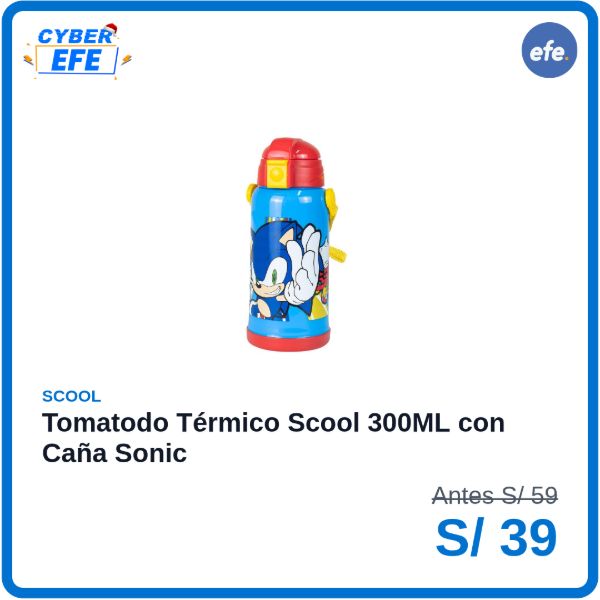 CYBER
EFE
efe.
SCOOL
Tomatodo Térmico Scool 300ML con
Caña Sonic
Antes S/ 59
S/ 39